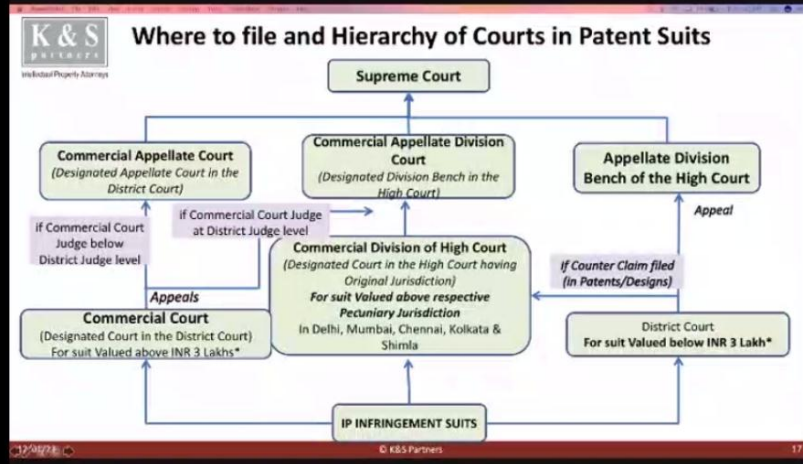 K & S
partners
Intellectual Property Attorneys
Where to file and Hierarchy of Courts in Patent Suits
Supreme Court
Commercial Appellate Court
(Designated Appellate Court in the
District Court)
Commercial Appellate Division
Court
(Designated Division Bench in the
High Court)
Appellate Division
Bench of the High Court
if Commercial Court
Judge below
District Judge level
if Commercial Court Judge
at District Judge level
Appeal
Commercial Division of High Court
(Designated Court in the High Court having
Original Jurisdiction)
For suit Valued above respective
Pecuniary Jurisdiction
In Delhi, Mumbai, Chennai, Kolkata &
Shimla
If Counter Claim filed
(in Patents/Designs)
Appeals
Commercial Court
(Designated Court in the District Court)
For suit Valued above INR 3 Lakhs*
District Court
For suit Valued below INR 3 Lakh*
IP INFRINGEMENT SUITS
© K&S Partners
17